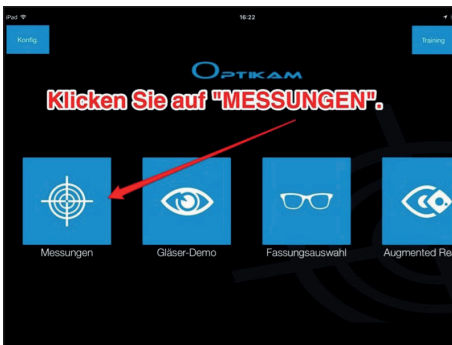 iPad 16:22
Konfig. Training
OPTIKAM
Klicken Sie auf "MESSUNGEN".
Messungen Gläser-Demo Fassungsauswahl Augmented Re